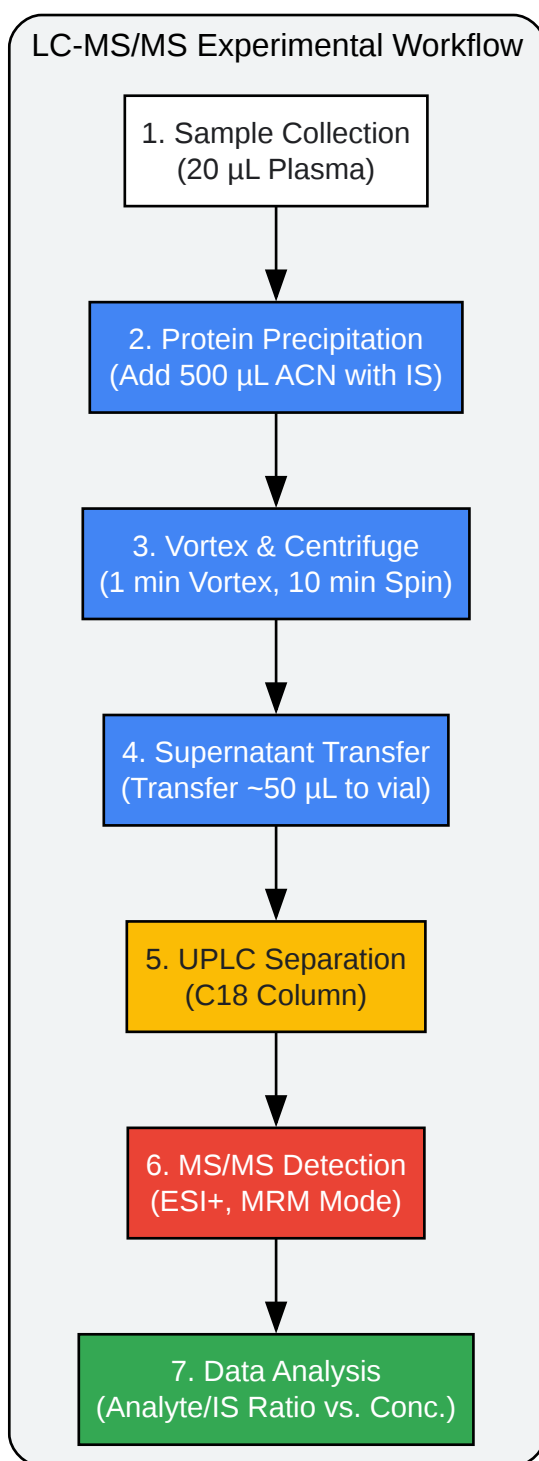 LC-MS/MS Experimental Workflow
1. Sample Collection
(20 µL Plasma)
2. Protein Precipitation
(Add 500 µL ACN with IS)
3. Vortex & Centrifuge
(1 min Vortex, 10 min Spin)
4. Supernatant Transfer
(Transfer ~50 µL to vial)
5. UPLC Separation
(C18 Column)
6. MS/MS Detection
(ESI+, MRM Mode)
7. Data Analysis
(Analyte/IS Ratio vs. Conc.)